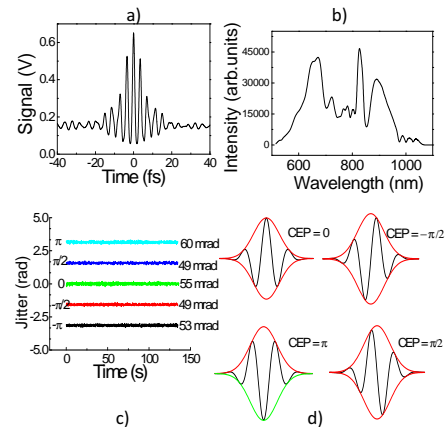 a)
b)
Signal (V)
0.6
0.4
0.2
0.0
-40 -20 0 20 40
Time (fs)
Intensity (arb.units)
45000
30000
15000
0
600 800 1000
Wavelength (nm)
Jitter (rad)
5.0
2.5
0.0
-2.5
-5.0
π 60 mrad
π/2 49 mrad
0 55 mrad
-π/2 49 mrad
-π 53 mrad
0 50 100 150
Time (s)
CEP = 0
CEP=-π/2
CEP=π
CEP=π/2
c)
d)